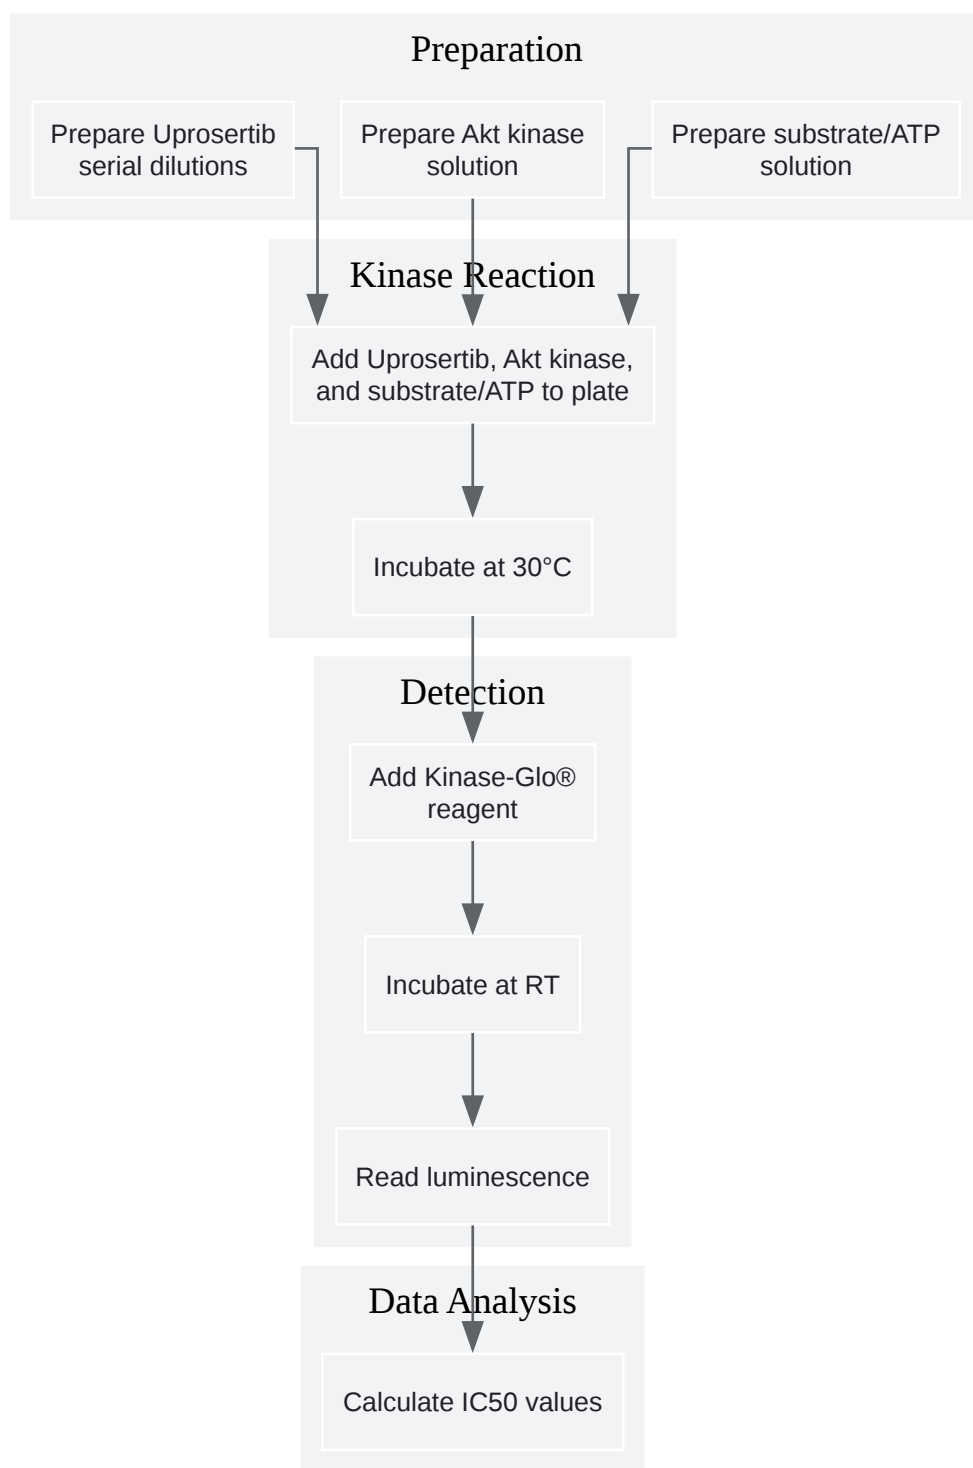 Preparation
Prepare Uprosertib
serial dilutions
Prepare Akt kinase
solution
Prepare substrate/ATP
solution
Kinase Reaction
Add Uprosertib, Akt kinase,
and substrate/ATP to plate
Incubate at 30°C
Detection
Add Kinase-Glo®
reagent
Incubate at RT
Read luminescence
Data Analysis
Calculate IC50 values